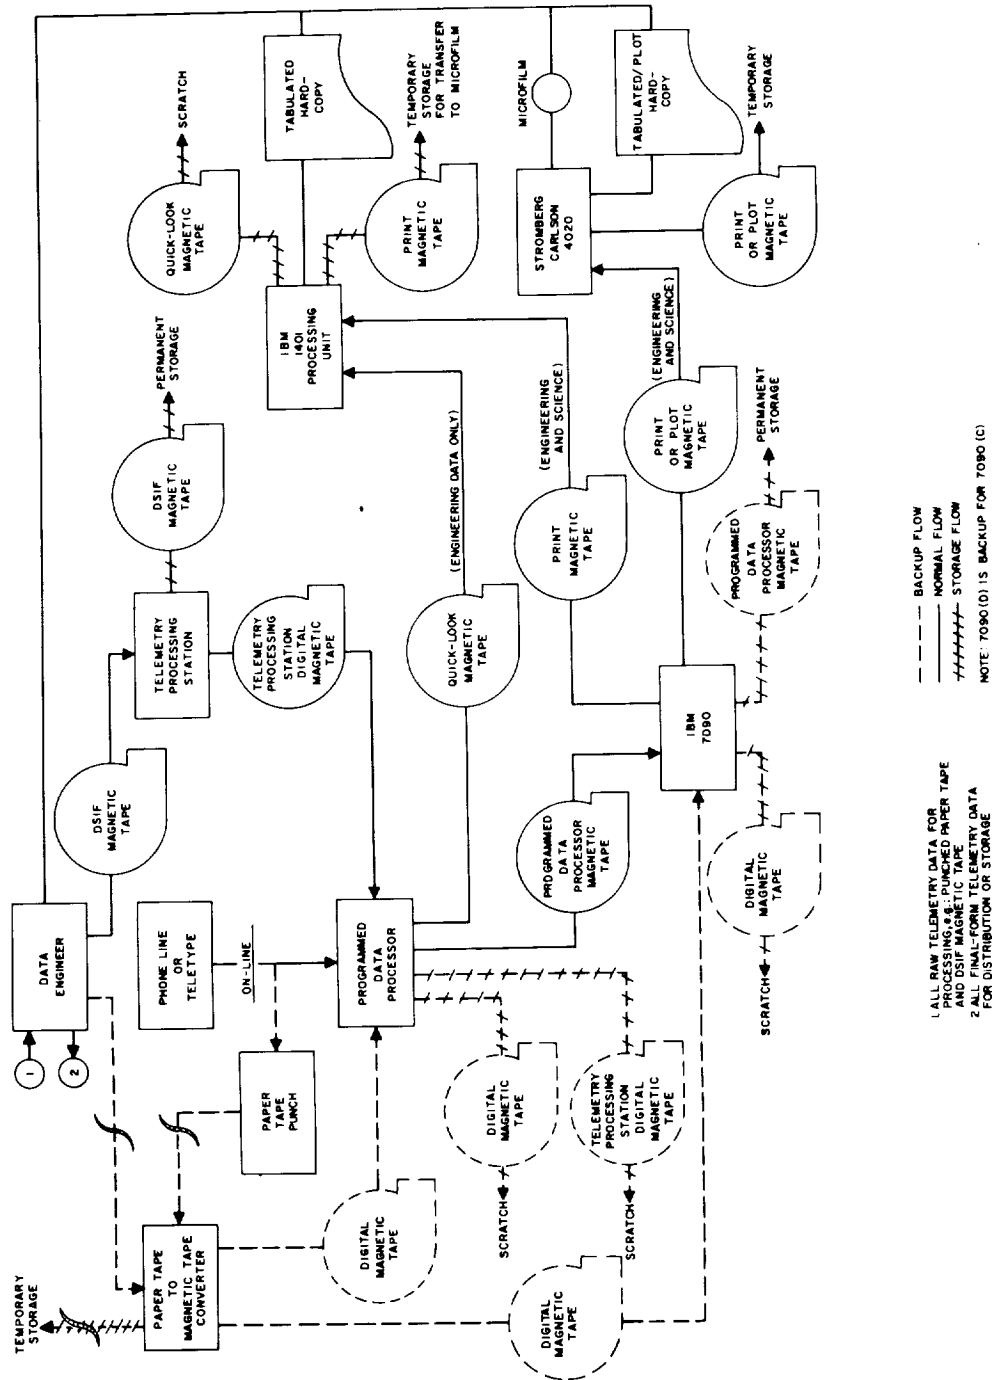 TEMPORARY
STORAGE
PAPER TAPE
TO
MAGNETIC TAPE
CONVERTER
1
2
DATA
ENGINEER
DSIF
MAGNETIC
TAPE
TELEMETRY
PROCESSING
STATION
DSIF
MAGNETIC
TAPE
PERMANENT
STORAGE
QUICK-LOOK
MAGNETIC
TAPE
SCRATCH
TABULATED
HARD-
COPY
PHONE LINE
OR
TELETYPE
ON-LINE
PAPER
TAPE
PUNCH
TELEMETRY
PROCESSING
STATION
DIGITAL
MAGNETIC
TAPE
IBM
1401
PROCESSING
UNIT
PRINT
MAGNETIC
TAPE
TEMPORARY
STORAGE
FOR TRANSFER
TO MICROFILM
DIGITAL
MAGNETIC
TAPE
PROGRAMMED
DATA
PROCESSOR
QUICK-LOOK
MAGNETIC
TAPE
(ENGINEERING DATA ONLY)
MICROFILM
DIGITAL
MAGNETIC
TAPE
SCRATCH
PROGRAMMED
DATA
PROCESSOR
MAGNETIC
TAPE
PRINT
MAGNETIC
TAPE
(ENGINEERING
AND SCIENCE)
STROMBERG
CARLSON
4020
TABULATED/PLOT
HARD-
COPY
TELEMETRY
PROCESSING
STATION
DIGITAL
MAGNETIC
TAPE
SCRATCH
DIGITAL
MAGNETIC
TAPE
IBM
7090
PRINT
OR PLOT
MAGNETIC
TAPE
(ENGINEERING
AND SCIENCE)
PRINT
OR PLOT
MAGNETIC
TAPE
TEMPORARY
STORAGE
DIGITAL
MAGNETIC
TAPE
SCRATCH
PROGRAMMED
DATA
PROCESSOR
MAGNETIC
TAPE
PERMANENT
STORAGE
1 ALL RAW TELEMETRY DATA FOR
PROCESSING, e.g.: PUNCHED PAPER TAPE
AND DSIF MAGNETIC TAPE
2 ALL FINAL-FORM TELEMETRY DATA
FOR DISTRIBUTION OR STORAGE
BACKUP FLOW
NORMAL FLOW
STORAGE FLOW
NOTE: 7090 (D) IS BACKUP FOR 7090 (C)